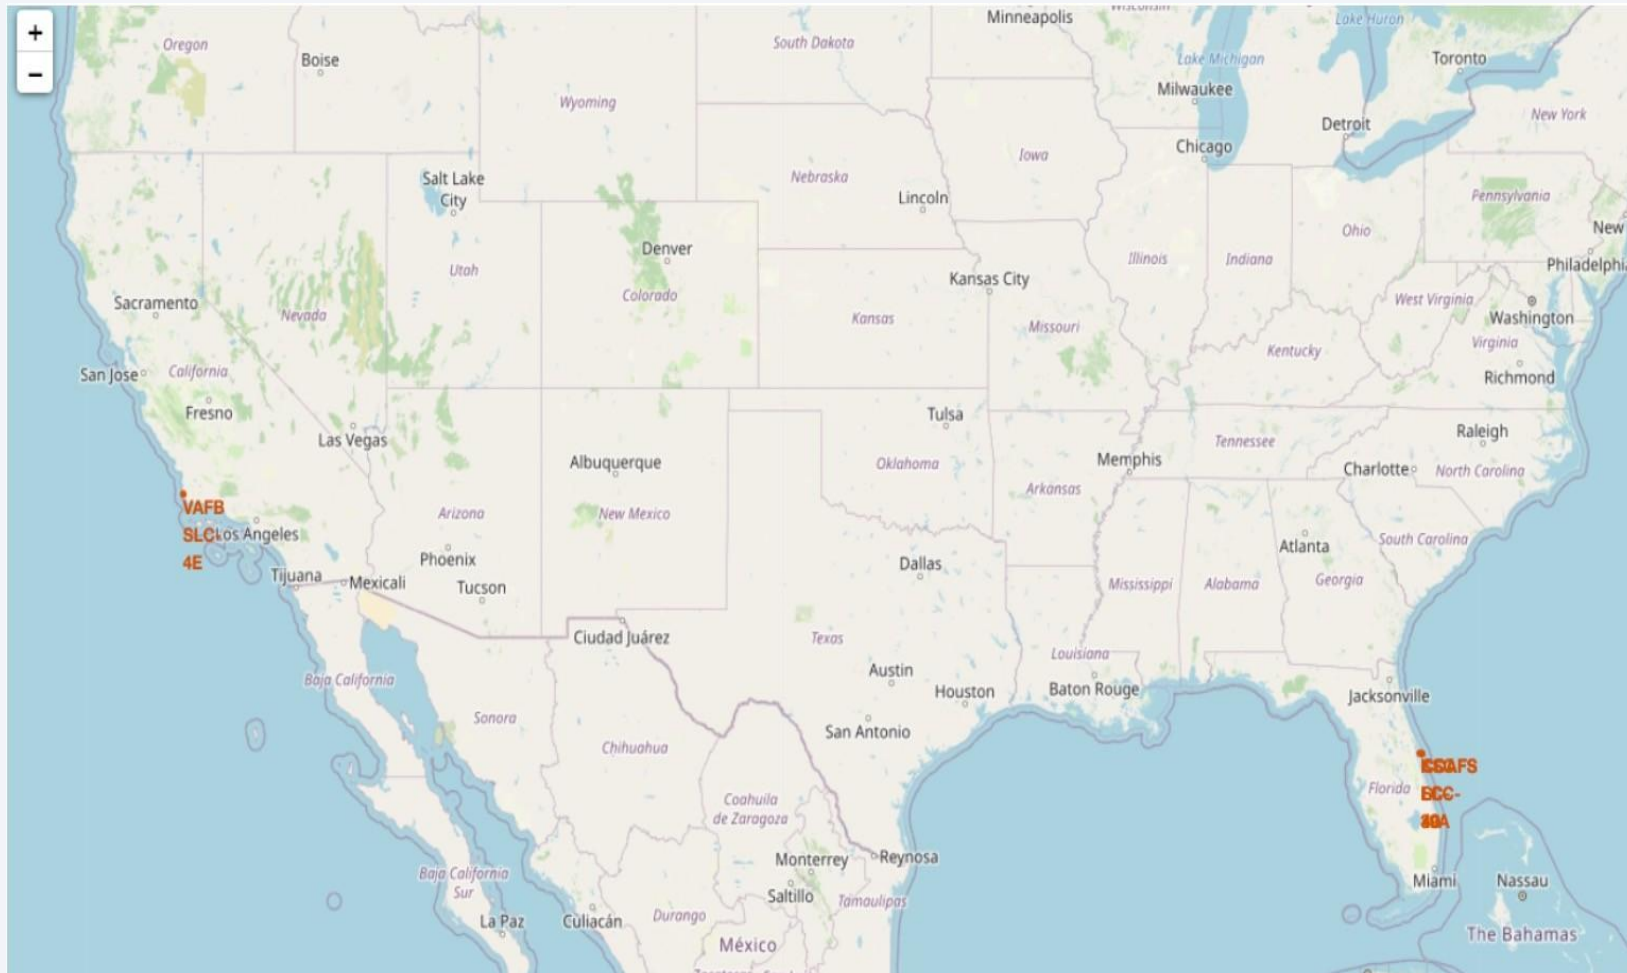 +
−
Oregon
Boise
South Dakota
Minneapolis
Wisconsin
Lake Huron
Lake Michigan
Toronto
Wyoming
Milwaukee
New York
Detroit
Iowa
Chicago
Salt Lake
City
Nebraska
Lincoln
Pennsylvania
New
Denver
Utah
Colorado
Illinois
Indiana
Ohio
Philadelphia
Kansas City
Sacramento
Nevada
Kansas
Missouri
West Virginia
Washington
Virginia
Kentucky
San Jose
California
Richmond
Fresno
Las Vegas
Tulsa
Tennessee
Raleigh
Albuquerque
Oklahoma
Memphis
Charlotte
North Carolina
Arkansas
VAFB
SLC-
4E
Los Angeles
Arizona
New Mexico
Phoenix
Dallas
Atlanta
South Carolina
Tijuana
Mexicali
Tucson
Mississippi
Alabama
Georgia
Ciudad Juárez
Texas
Louisiana
Baja California
Austin
Houston
Baton Rouge
Jacksonville
Sonora
San Antonio
Chihuahua
Florida
Coahuila
de Zaragoza
Monterrey
Reynosa
Baja California
Sur
Saltillo
Tamaulipas
Miami
Nassau
La Paz
Culiacán
Durango
México
The Bahamas